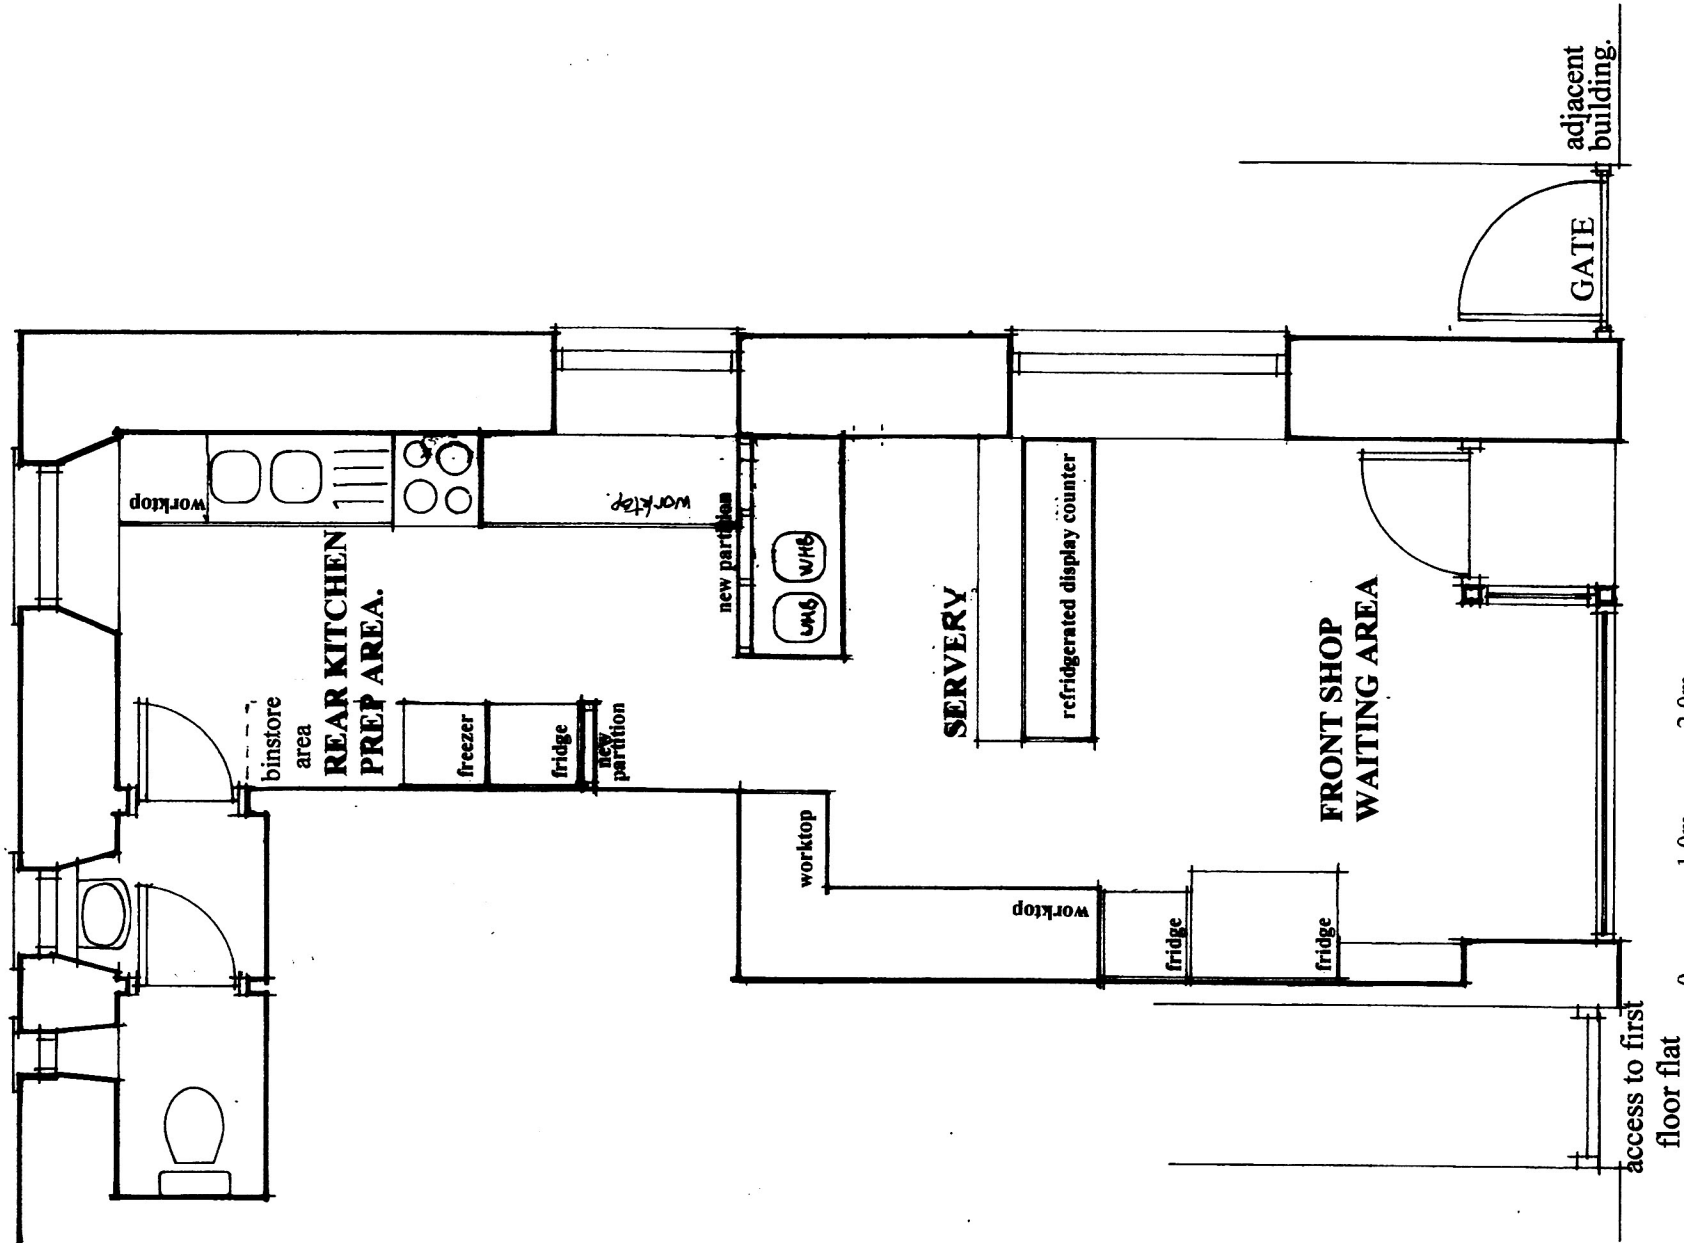 worktop
REAR KITCHEN
PREP AREA.
binstore
area
freezer
fridge
new
partition
worktop.
new partition
WHB
WHB
SERVERY
refridgerated display counter
worktop
worktop
fridge
fridge
FRONT SHOP
WAITING AREA
GATE
adjacent
building.
access to first
floor flat
0 1.0m 2.0m